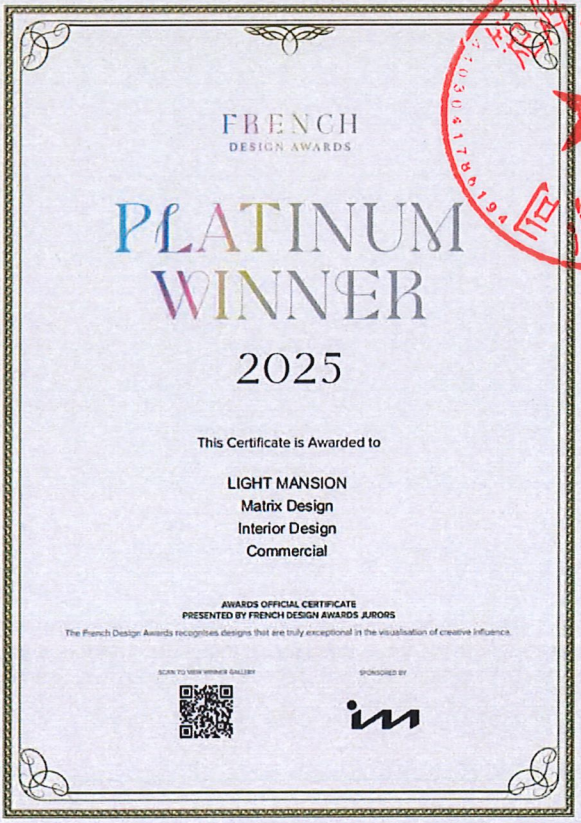 FRENCH
DESIGN AWARDS
PLATINUM
WINNER
2025
This Certificate is Awarded to
LIGHT MANSION
Matrix Design
Interior Design
Commercial
AWARDS OFFICIAL CERTIFICATE
PRESENTED BY FRENCH DESIGN AWARDS JURORS
The French Design Awards recognises designs that are truly exceptional in the visualisation of creative influence.
SCAN TO VIEW WINNER GALLERY
SPONSORED BY